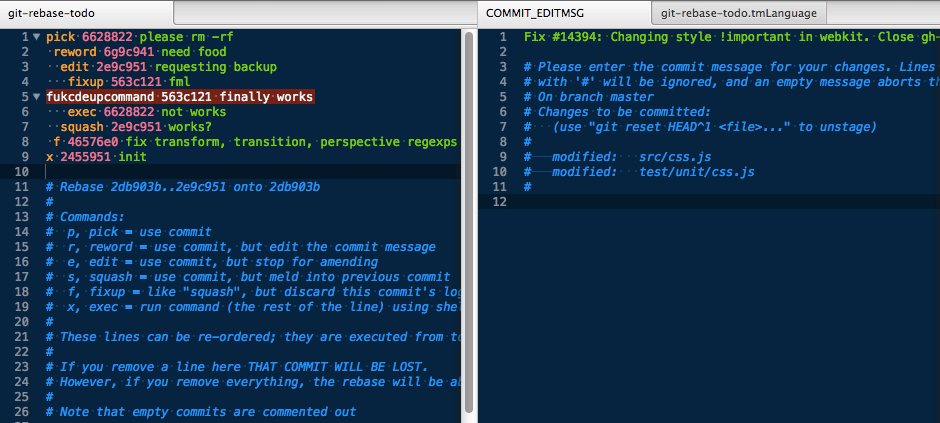 git-rebase-todo
1 pick 6628822 please rm -rf
2 reword 6g9c941 need food
3 edit 2e9c951 requesting backup
4 fixup 563c121 fml
5 fukcdeupcommand 563c121 finally works
6 exec 6628822 not works
7 squash 2e9c951 works?
8 f 46576e0 fix transform, transition, perspective regexps
9 x 2455951 init
10
11 # Rebase 2db903b..2e9c951 onto 2db903b
12 #
13 # Commands:
14 # p, pick = use commit
15 # r, reword = use commit, but edit the commit message
16 # e, edit = use commit, but stop for amending
17 # s, squash = use commit, but meld into previous commit
18 # f, fixup = like "squash", but discard this commit's log
19 # x, exec = run command (the rest of the line) using she
20 #
21 # These lines can be re-ordered; they are executed from to
22 #
23 # If you remove a line here THAT COMMIT WILL BE LOST.
24 # However, if you remove everything, the rebase will be a
25 #
26 # Note that empty commits are commented out
COMMIT_EDITMSG git-rebase-todo.tmLanguage
1 Fix #14394: Changing style !important in webkit. Close gh-
2
3 # Please enter the commit message for your changes. Lines
4 # with '#' will be ignored, and an empty message aborts th
5 # On branch master
6 # Changes to be committed:
7 # (use "git reset HEAD^1 <file>..." to unstage)
8 #
9 # modified: src/css.js
10 # modified: test/unit/css.js
11 #
12